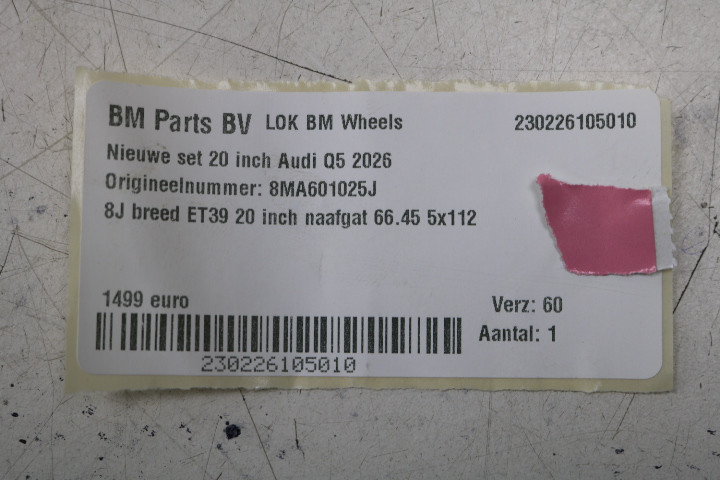 BM Parts BV LOK BM Wheels 230226105010
Nieuwe set 20 inch Audi Q5 2026
Origineelnummer: 8MA601025J
8J breed ET39 20 inch naafgat 66.45 5x112
1499 euro Verz: 60
Aantal: 1
230226105010